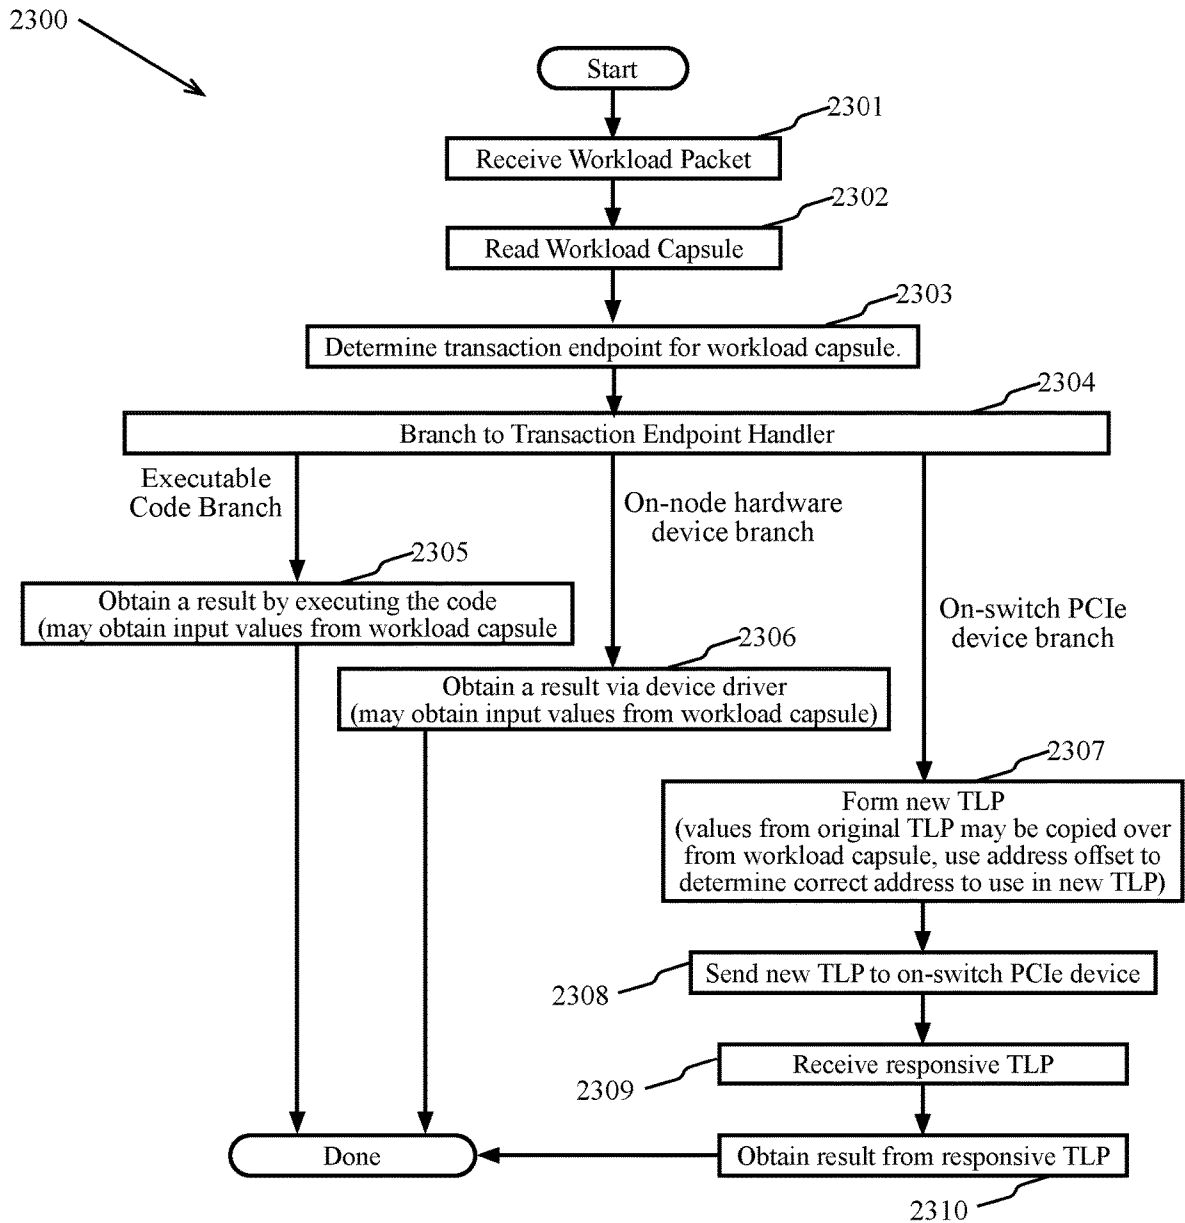 2300
Start
2301
Receive Workload Packet
2302
Read Workload Capsule
2303
Determine transaction endpoint for workload capsule.
2304
Branch to Transaction Endpoint Handler
Executable
Code Branch
On-node hardware
device branch
On-switch PCIe
device branch
2305
Obtain a result by executing the code
(may obtain input values from workload capsule
2306
Obtain a result via device driver
(may obtain input values from workload capsule)
2307
Form new TLP
(values from original TLP may be copied over
from workload capsule, use address offset to
determine correct address to use in new TLP)
Send new TLP to on-switch PCIe device
2308
Receive responsive TLP
2309
Done
Obtain result from responsive TLP
2310